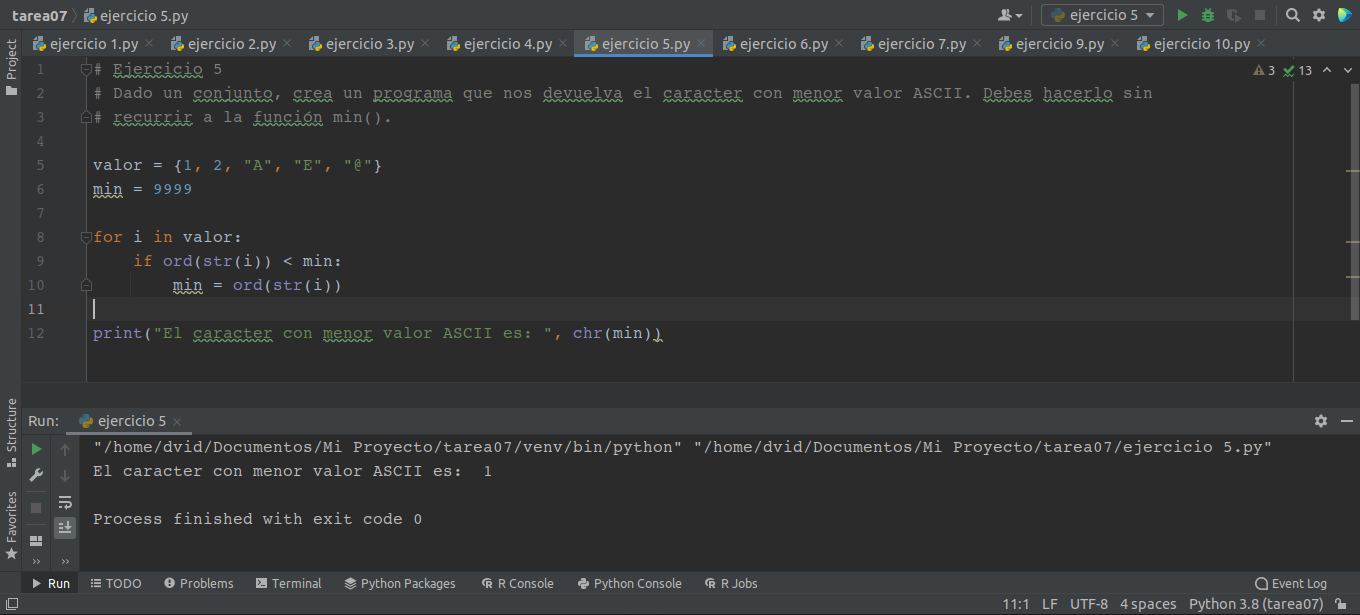 tarea07 ejercicio 5.py ejercicio 5
Project
ejercicio 1.py ejercicio 2.py ejercicio 3.py ejercicio 4.py ejercicio 5.py ejercicio 6.py ejercicio 7.py ejercicio 9.py ejercicio 10.py
3 13
1 # Ejercicio 5
2 # Dado un conjunto, crea un programa que nos devuelva el caracter con menor valor ASCII. Debes hacerlo sin
3 # recurrir a la función min().
4
5 valor = {1, 2, "A", "E", "@"}
6 min = 9999
7
8 for i in valor:
9 if ord(str(i)) < min:
10 min = ord(str(i))
11
12 print("El caracter con menor valor ASCII es: ", chr(min))
Structure
Favorites
Run: ejercicio 5
"/home/dvid/Documentos/Mi Proyecto/tarea07/venv/bin/python" "/home/dvid/Documentos/Mi Proyecto/tarea07/ejercicio 5.py"
El caracter con menor valor ASCII es:  1
Process finished with exit code 0
Run TODO Problems Terminal Python Packages R Console Python Console R Jobs Event Log
11:1 LF UTF-8 4 spaces Python 3.8 (tarea07)